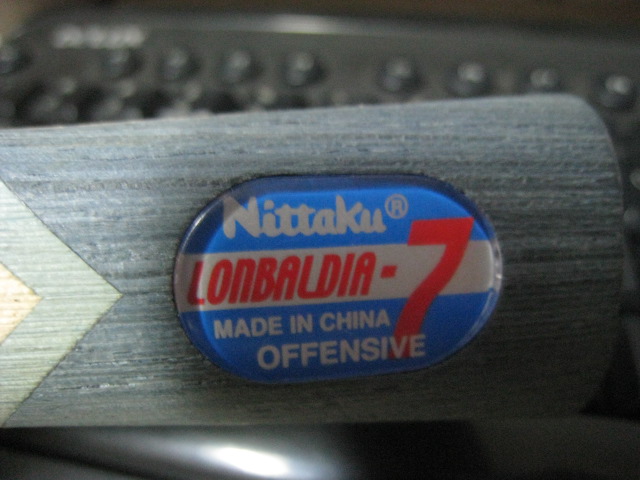 Nittaku®
LONBALDIA-7
MADE IN CHINA
OFFENSIVE